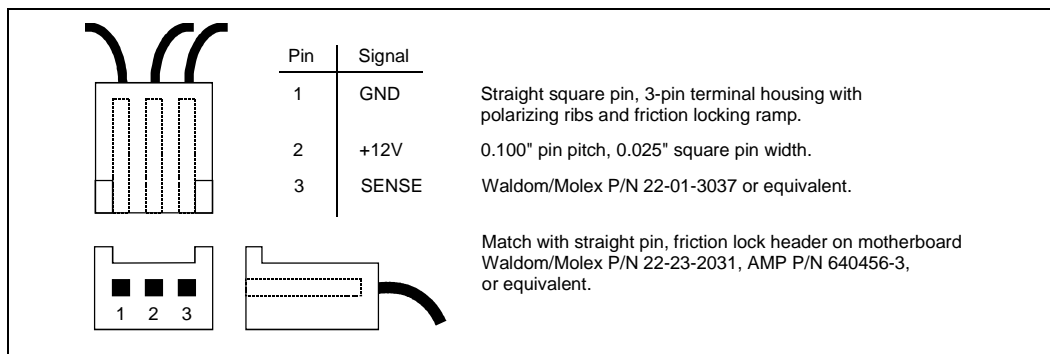 Pin Signal
1 GND Straight square pin, 3-pin terminal housing with
polarizing ribs and friction locking ramp.
2 +12V 0.100" pin pitch, 0.025" square pin width.
3 SENSE Waldom/Molex P/N 22-01-3037 or equivalent.
Match with straight pin, friction lock header on motherboard
Waldom/Molex P/N 22-23-2031, AMP P/N 640456-3,
or equivalent.
1 2 3